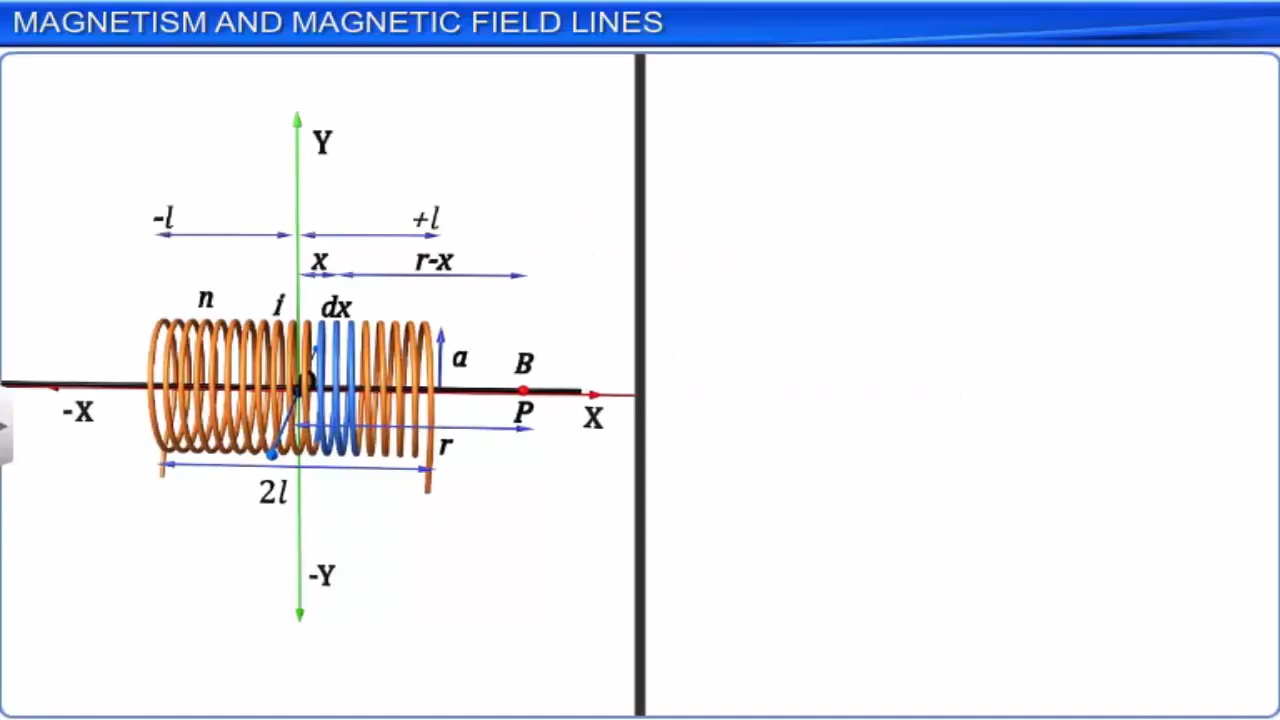 MAGNETISM AND MAGNETIC FIELD LINES
Y
-l +l
x r-x
n i dx
a B
-X P X
r
2l
-Y